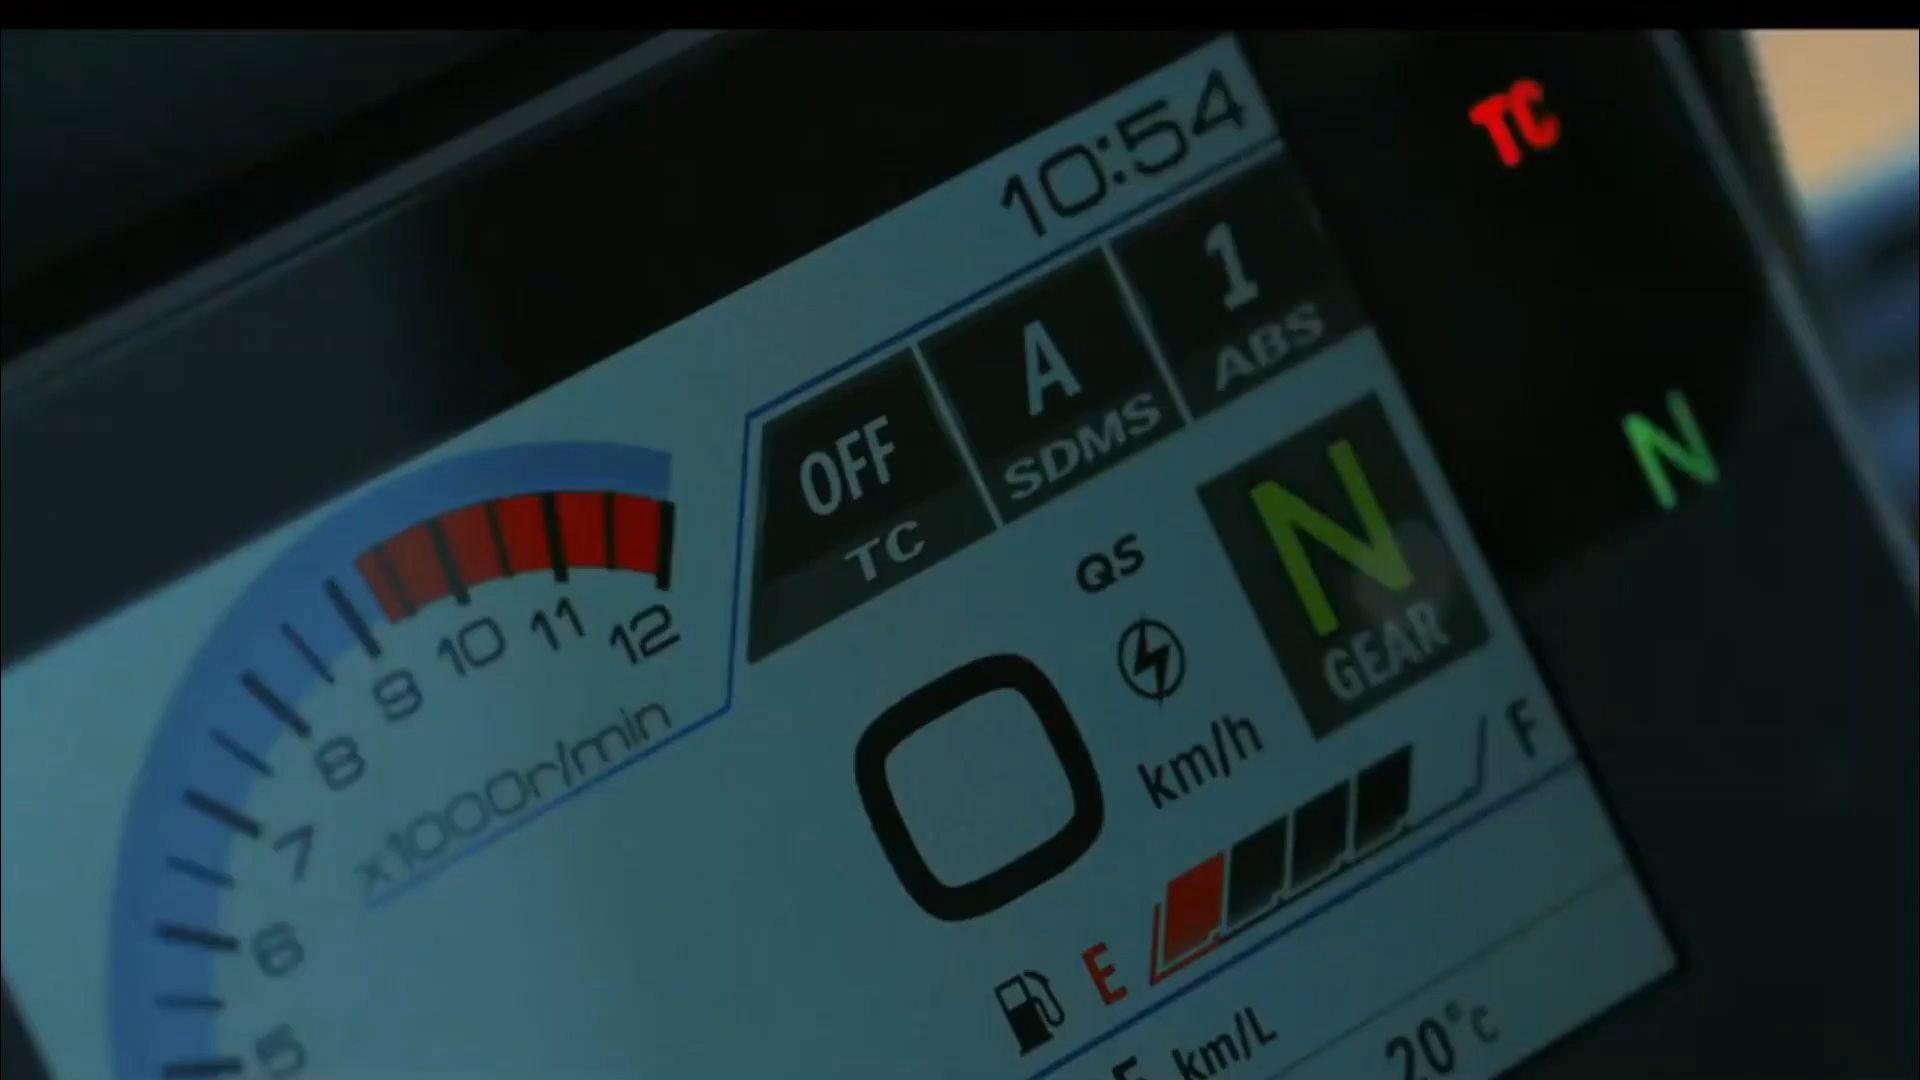 10:54
TC
OFF
TC
A
SDMS
1
ABS
N
N
GEAR
QS
0
km/h
12
11
10
9
8
7
6
5
x1000r/min
E
F
km/L
20°C